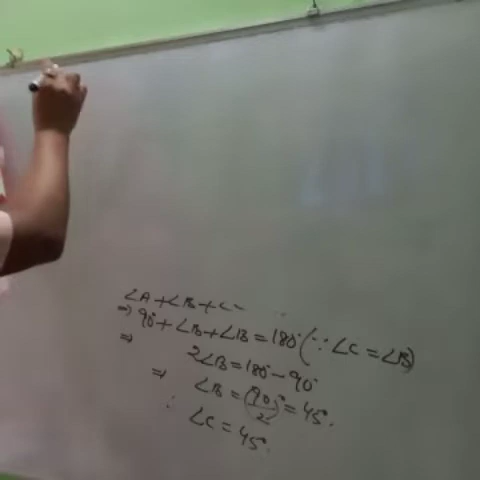 ∠A + ∠B + ∠
⇒ 90° + ∠B + ∠B = 180° (∵ ∠C = ∠B)
⇒ 2∠B = 180° - 90°
⇒ ∠B = (90/2)° = 45°.
∴ ∠C = 45°.